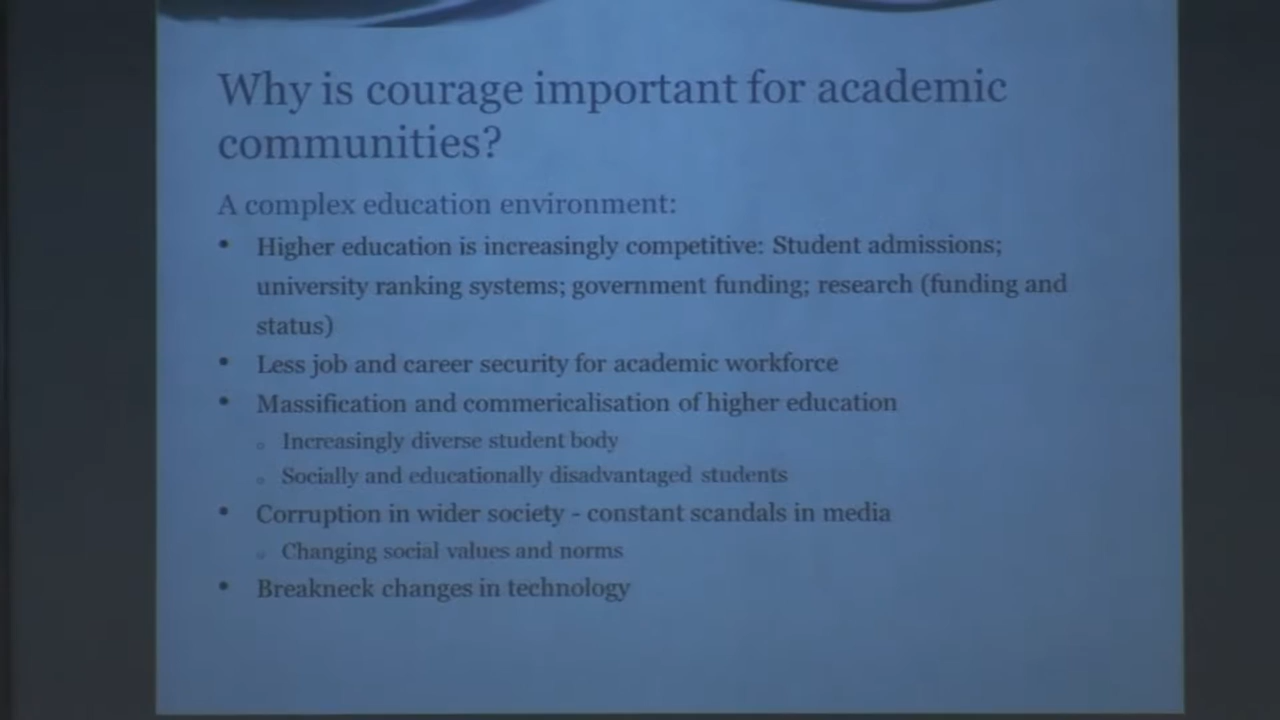 Why is courage important for academic
communities?
A complex education environment:
• Higher education is increasingly competitive: Student admissions;
university ranking systems; government funding; research (funding and
status)
• Less job and career security for academic workforce
• Massification and commericalisation of higher education
o Increasingly diverse student body
o Socially and educationally disadvantaged students
• Corruption in wider society - constant scandals in media
o Changing social values and norms
• Breakneck changes in technology